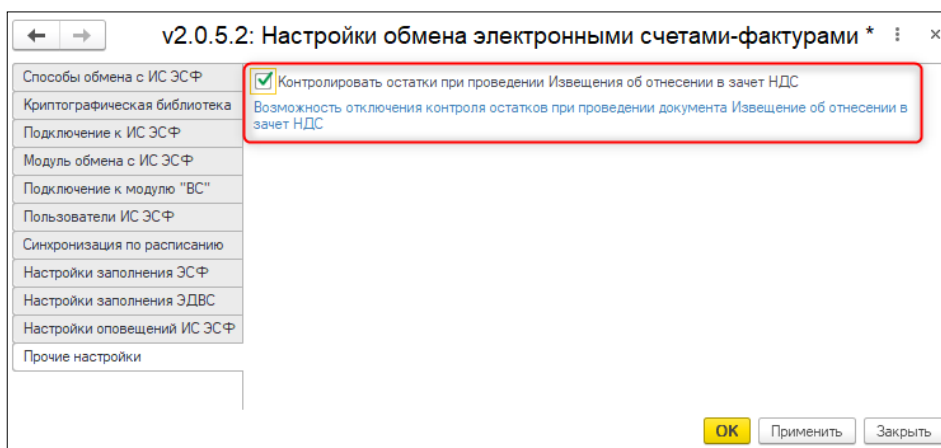 v2.0.5.2: Настройки обмена электронными счетами-фактурами *
Способы обмена с ИС ЭСФ
Криптографическая библиотека
Подключение к ИС ЭСФ
Модуль обмена с ИС ЭСФ
Подключение к модулю "ВС"
Пользователи ИС ЭСФ
Синхронизация по расписанию
Настройки заполнения ЭСФ
Настройки заполнения ЭДВС
Настройки оповещений ИС ЭСФ
Прочие настройки
Контролировать остатки при проведении Извещения об отнесении в зачет НДС
Возможность отключения контроля остатков при проведении документа Извещение об отнесении в
зачет НДС
ОК
Применить
Закрыть